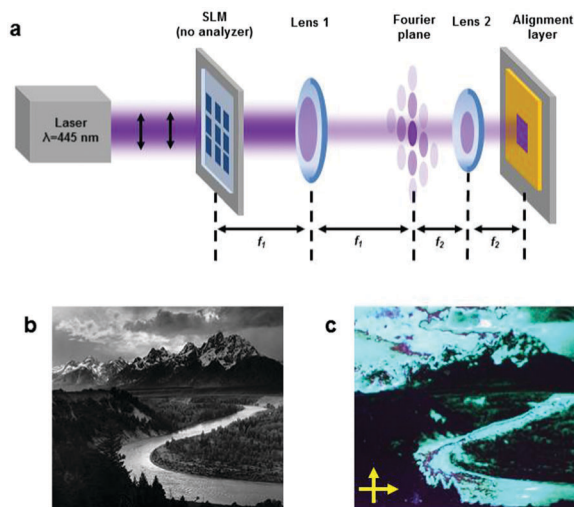 a
SLM
(no analyzer)
Lens 1
Fourier
plane
Lens 2
Alignment
layer
Laser
λ=445 nm
f₁
f₁
f₂
f₂
b
c